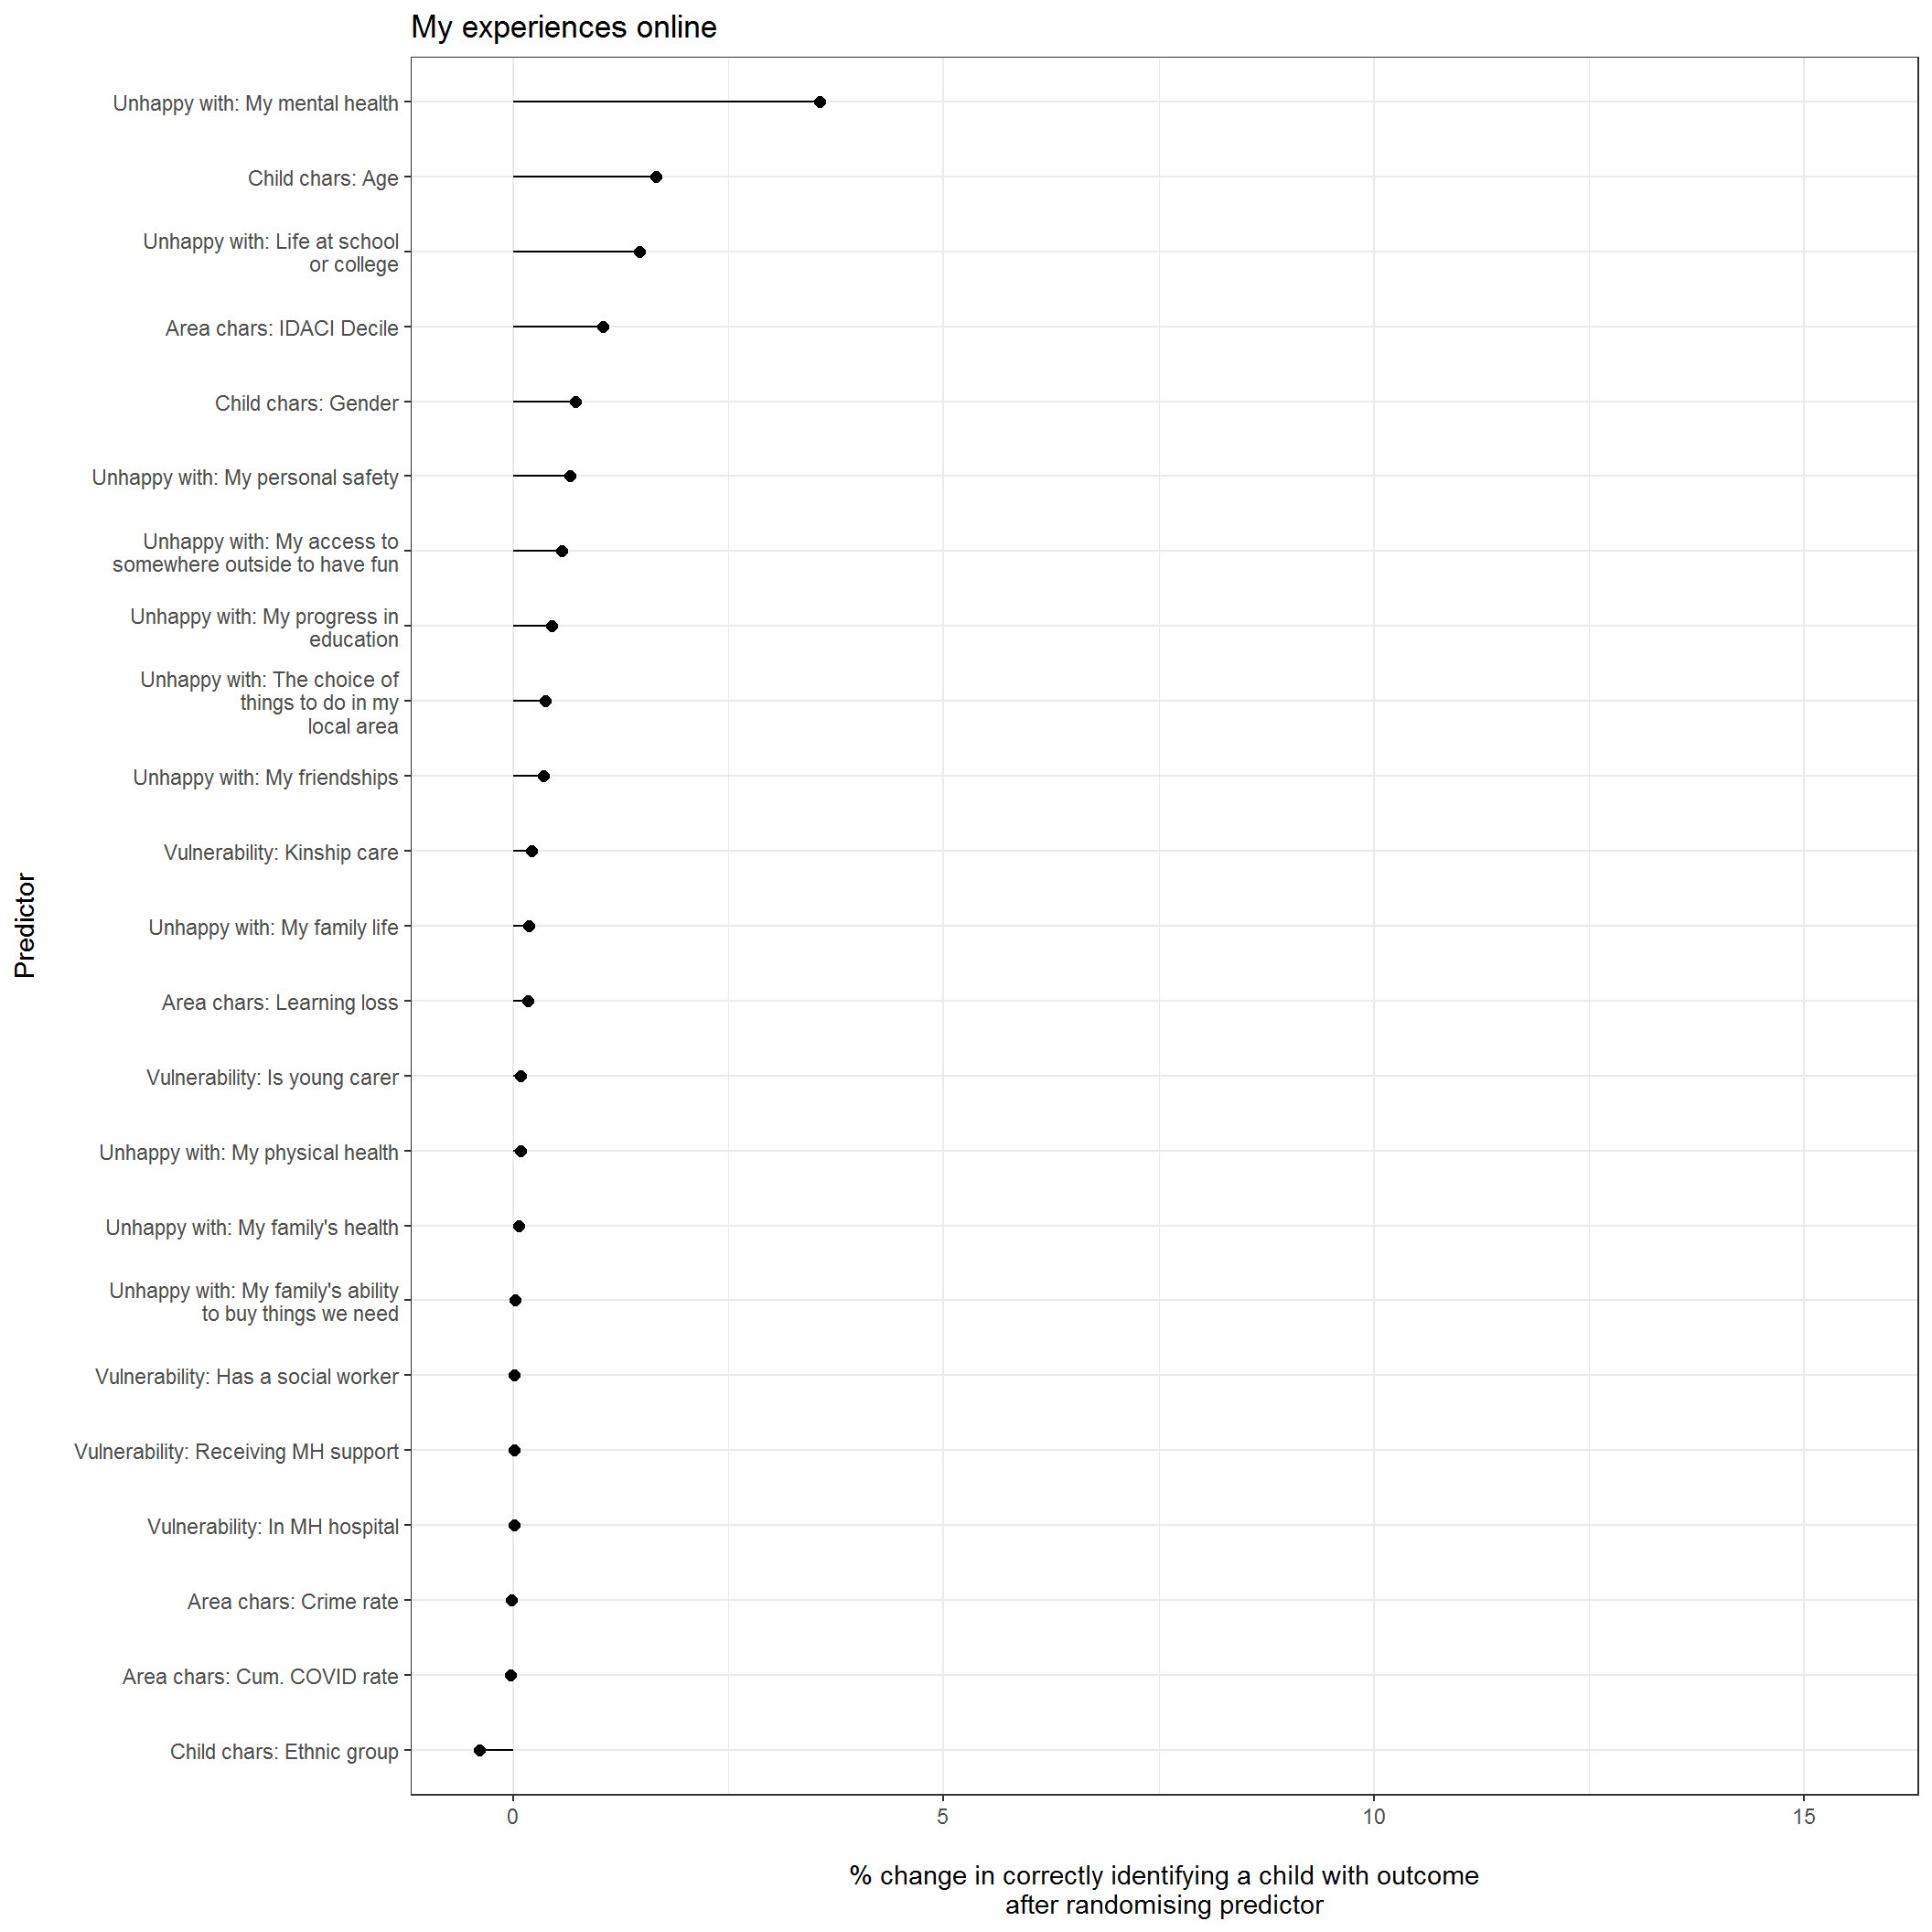 My experiences online
Unhappy with: My mental health
Child chars: Age
Unhappy with: Life at school
or college
Area chars: IDACI Decile
Child chars: Gender
Unhappy with: My personal safety
Unhappy with: My access to
somewhere outside to have fun
Unhappy with: My progress in
education
Unhappy with: The choice of
things to do in my
local area
Unhappy with: My friendships
Vulnerability: Kinship care
Unhappy with: My family life
Area chars: Learning loss
Vulnerability: Is young carer
Unhappy with: My physical health
Unhappy with: My family's health
Unhappy with: My family's ability
to buy things we need
Vulnerability: Has a social worker
Vulnerability: Receiving MH support
Vulnerability: In MH hospital
Area chars: Crime rate
Area chars: Cum. COVID rate
Child chars: Ethnic group
Predictor
0
5
10
15
% change in correctly identifying a child with outcome
after randomising predictor